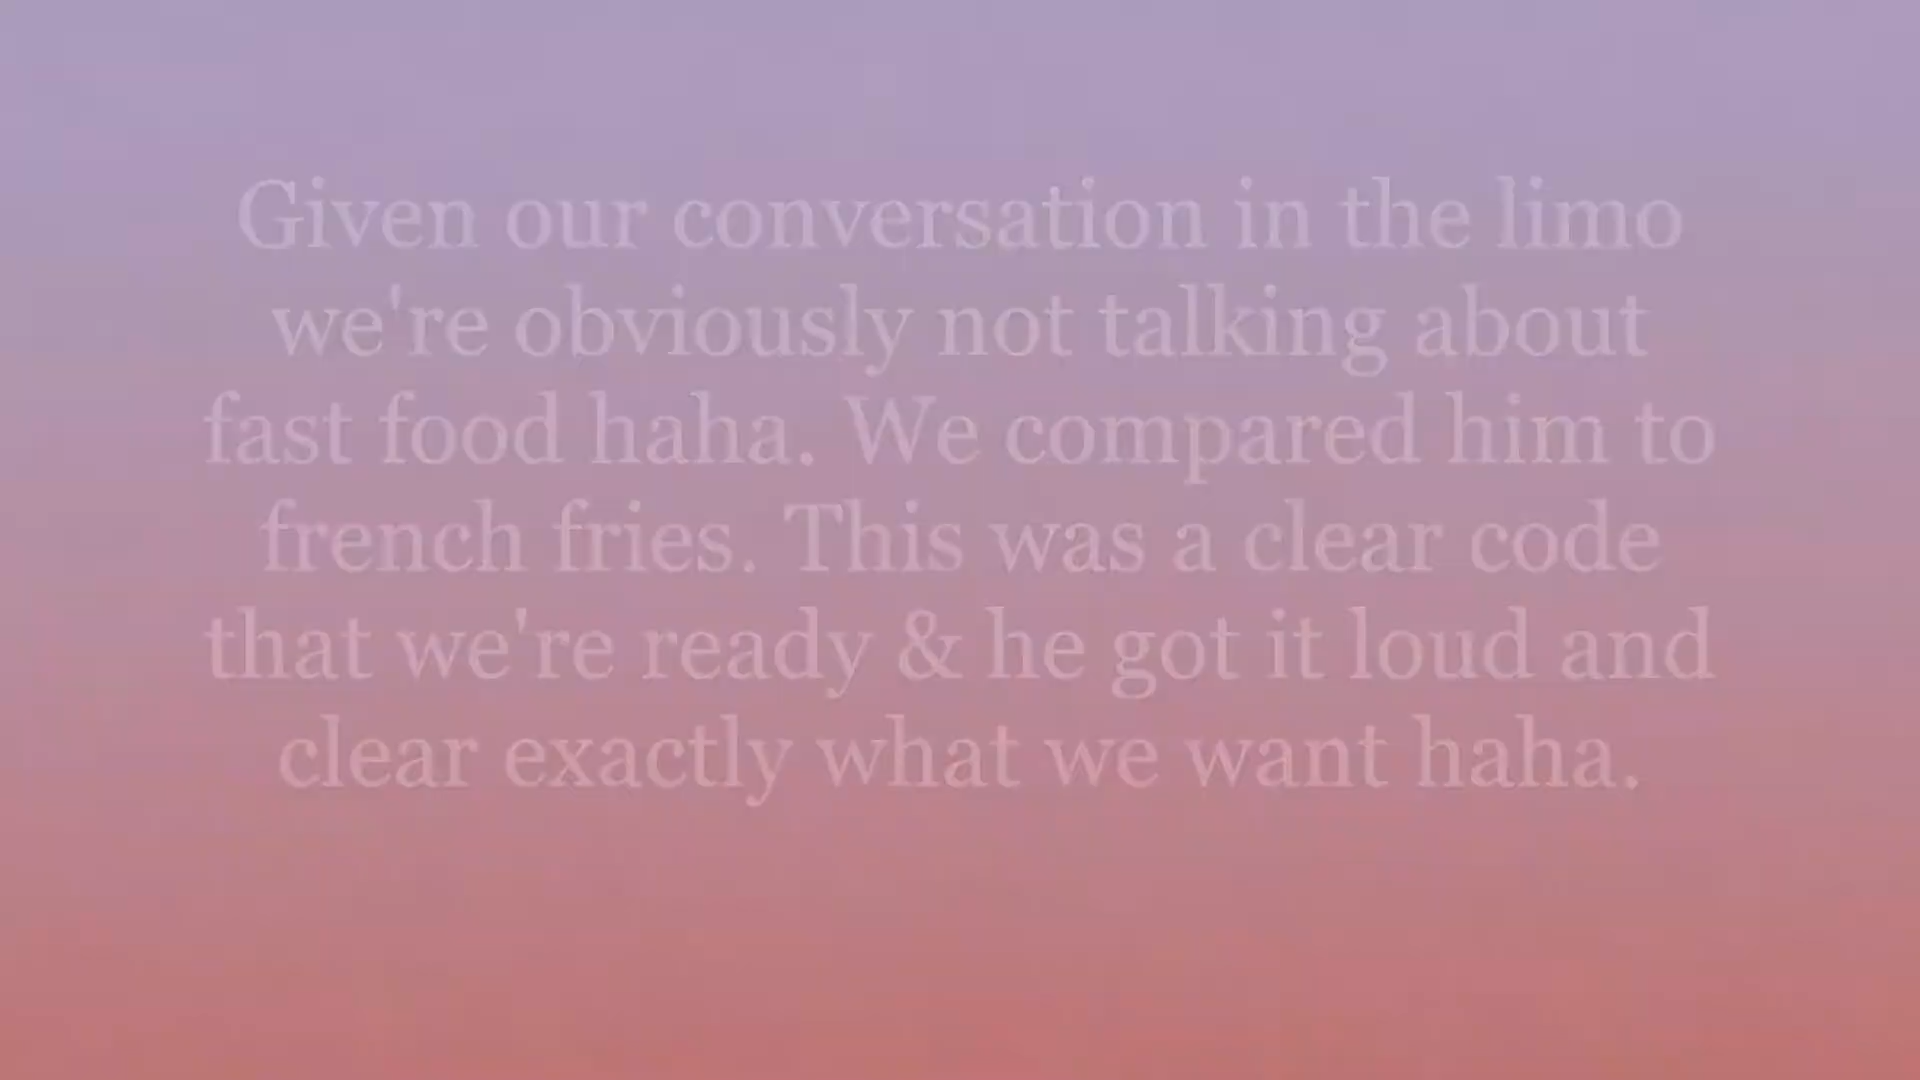 Given our conversation in the limo
we're obviously not talking about
fast food haha. We compared him to
french fries. This was a clear code
that we're ready & he got it loud and
clear exactly what we want haha.